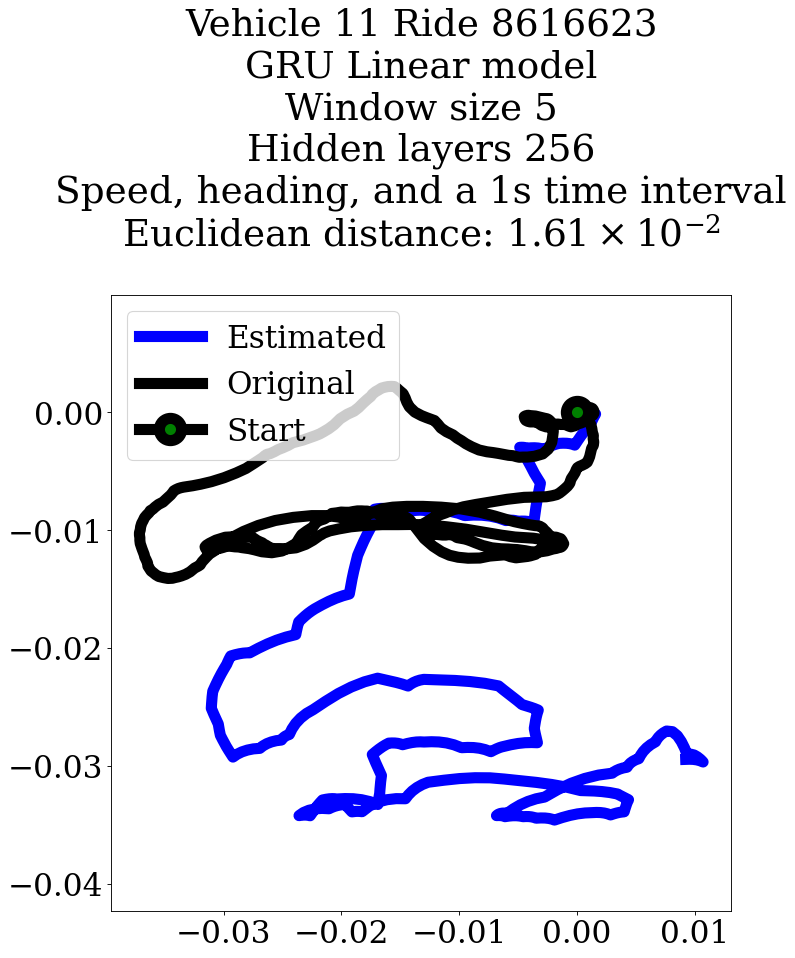 Vehicle 11 Ride 8616623
GRU Linear model
Window size 5
Hidden layers 256
Speed, heading, and a 1s time interval
Euclidean distance: 1.61 × 10⁻²
Estimated
Original
Start
0.00
−0.01
−0.02
−0.03
−0.04
−0.03 −0.02 −0.01 0.00 0.01